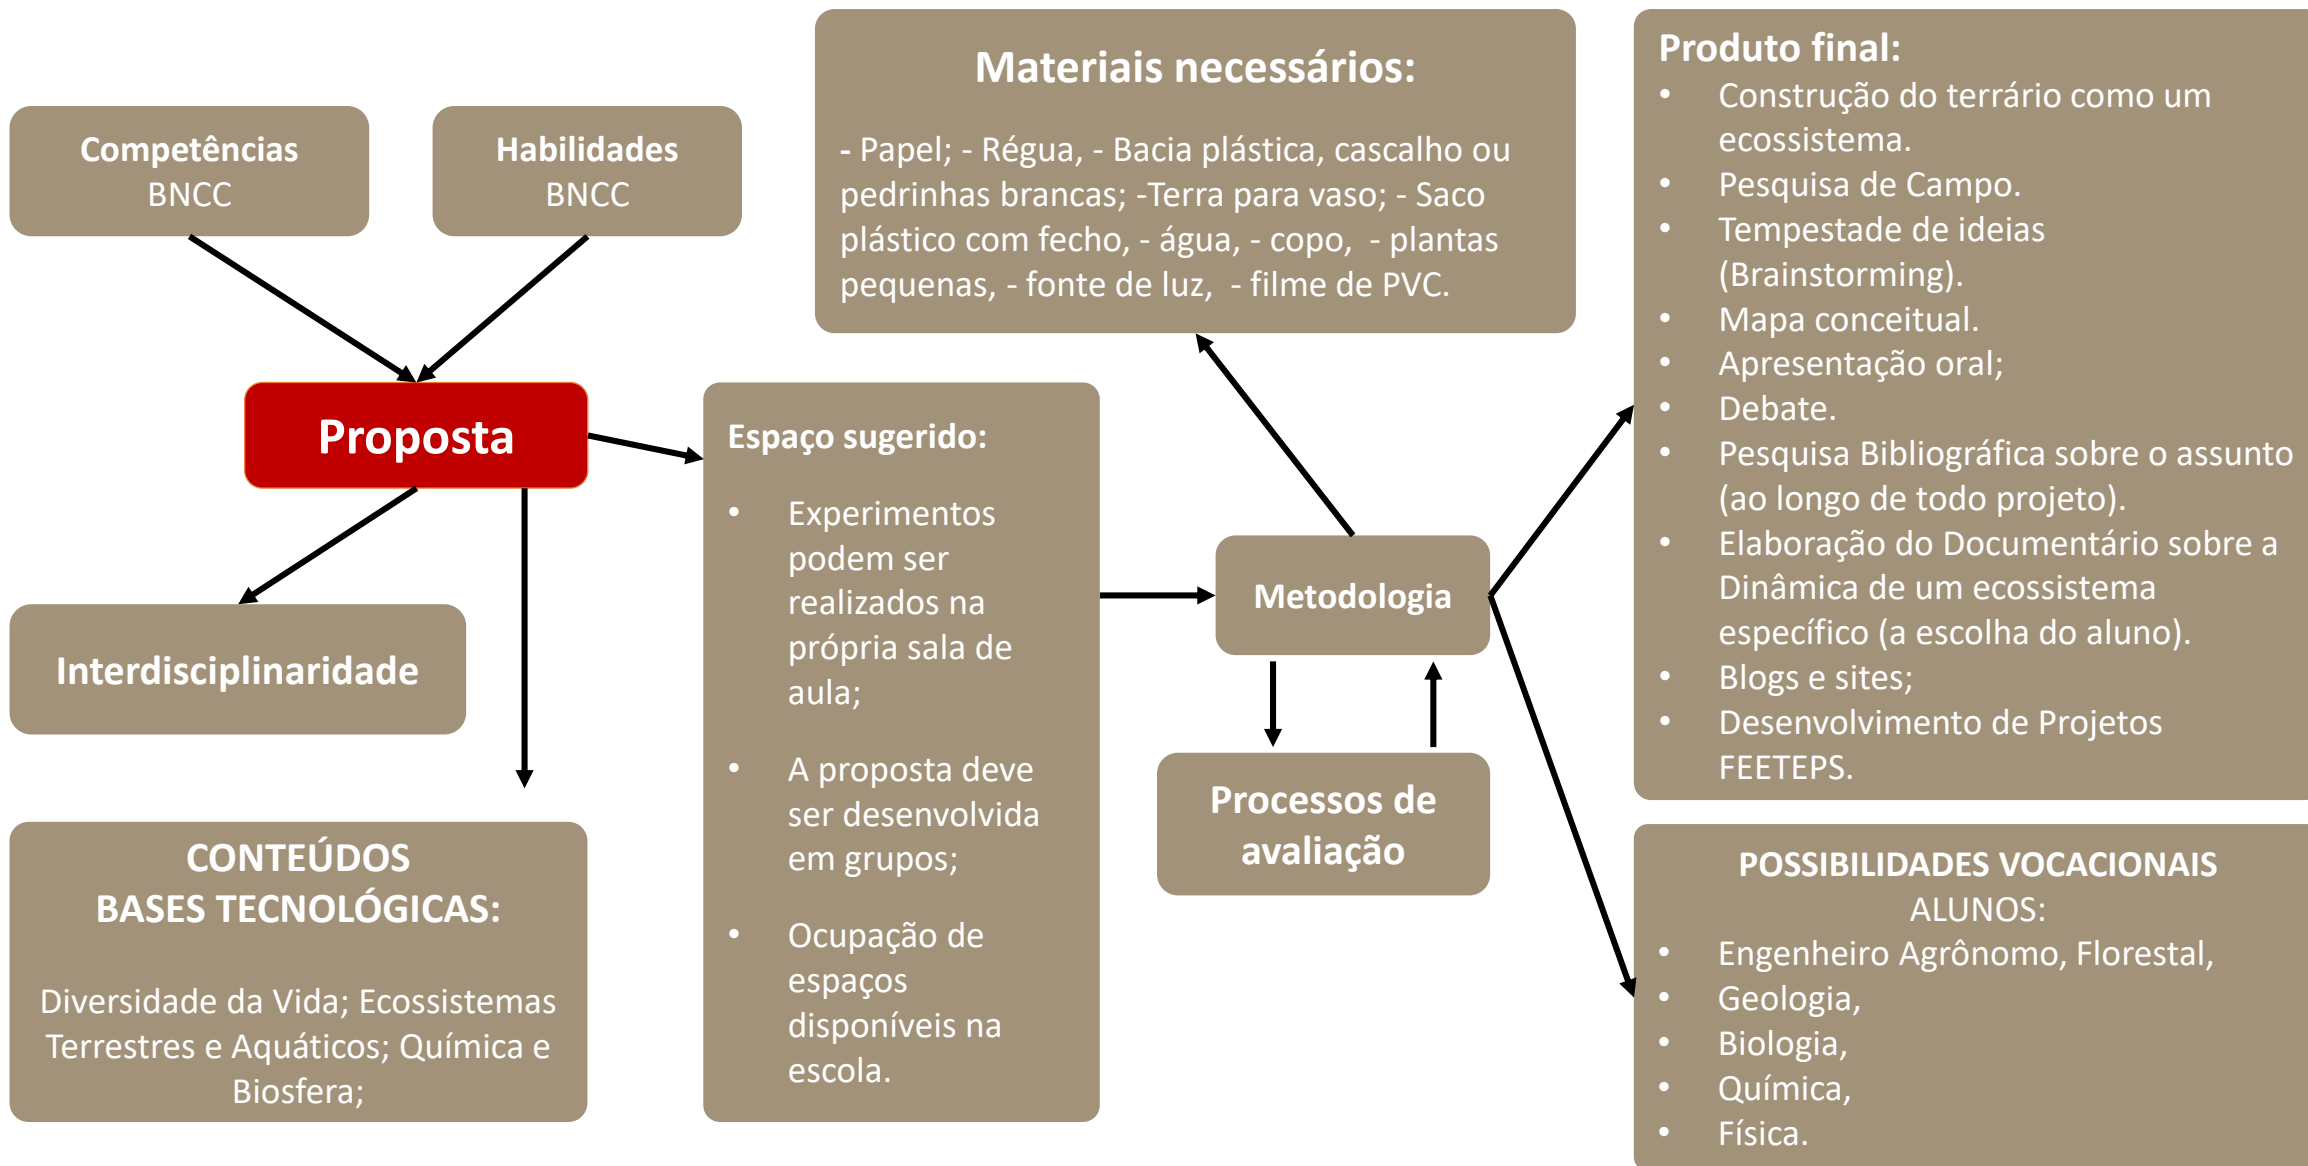 Competências
BNCC
Habilidades
BNCC
Proposta
Interdisciplinaridade
CONTEÚDOS
BASES TECNOLÓGICAS:
Diversidade da Vida; Ecossistemas
Terrestres e Aquáticos; Química e
Biosfera;
Espaço sugerido:
• Experimentos
podem ser
realizados na
própria sala de
aula;
• A proposta deve
ser desenvolvida
em grupos;
• Ocupação de
espaços
disponíveis na
escola.
Materiais necessários:
- Papel; - Régua, - Bacia plástica, cascalho ou
pedrinhas brancas; -Terra para vaso; - Saco
plástico com fecho, - água, - copo,  - plantas
pequenas, - fonte de luz,  - filme de PVC.
Metodologia
Processos de
avaliação
Produto final:
• Construção do terrário como um
ecossistema.
• Pesquisa de Campo.
• Tempestade de ideias
(Brainstorming).
• Mapa conceitual.
• Apresentação oral;
• Debate.
• Pesquisa Bibliográfica sobre o assunto
(ao longo de todo projeto).
• Elaboração do Documentário sobre a
Dinâmica de um ecossistema
específico (a escolha do aluno).
• Blogs e sites;
• Desenvolvimento de Projetos
FEETEPS.
POSSIBILIDADES VOCACIONAIS
ALUNOS:
• Engenheiro Agrônomo, Florestal,
• Geologia,
• Biologia,
• Química,
• Física.